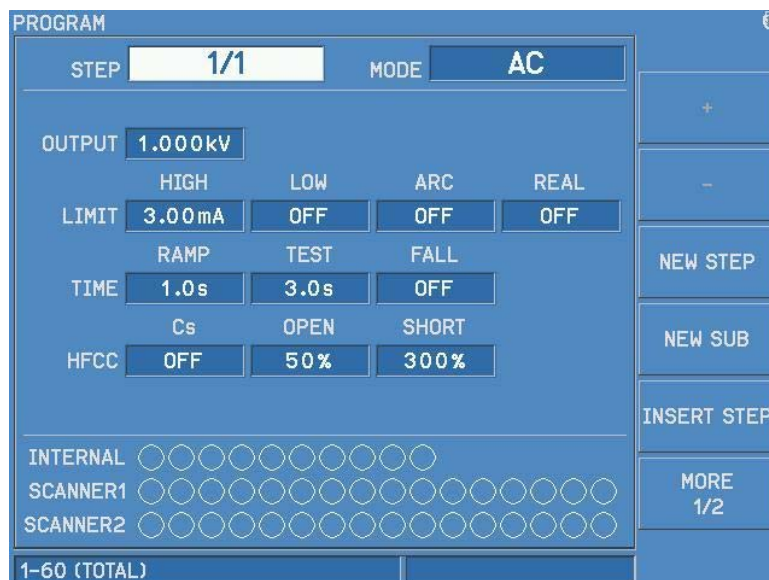 PROGRAM
STEP 1/1 MODE AC
OUTPUT 1.000kV
HIGH LOW ARC REAL
LIMIT 3.00mA OFF OFF OFF
RAMP TEST FALL
TIME 1.0s 3.0s OFF
Cs OPEN SHORT
HFCC OFF 50% 300%
INTERNAL
SCANNER1
SCANNER2
1-60 (TOTAL)
+
-
NEW STEP
NEW SUB
INSERT STEP
MORE
1/2